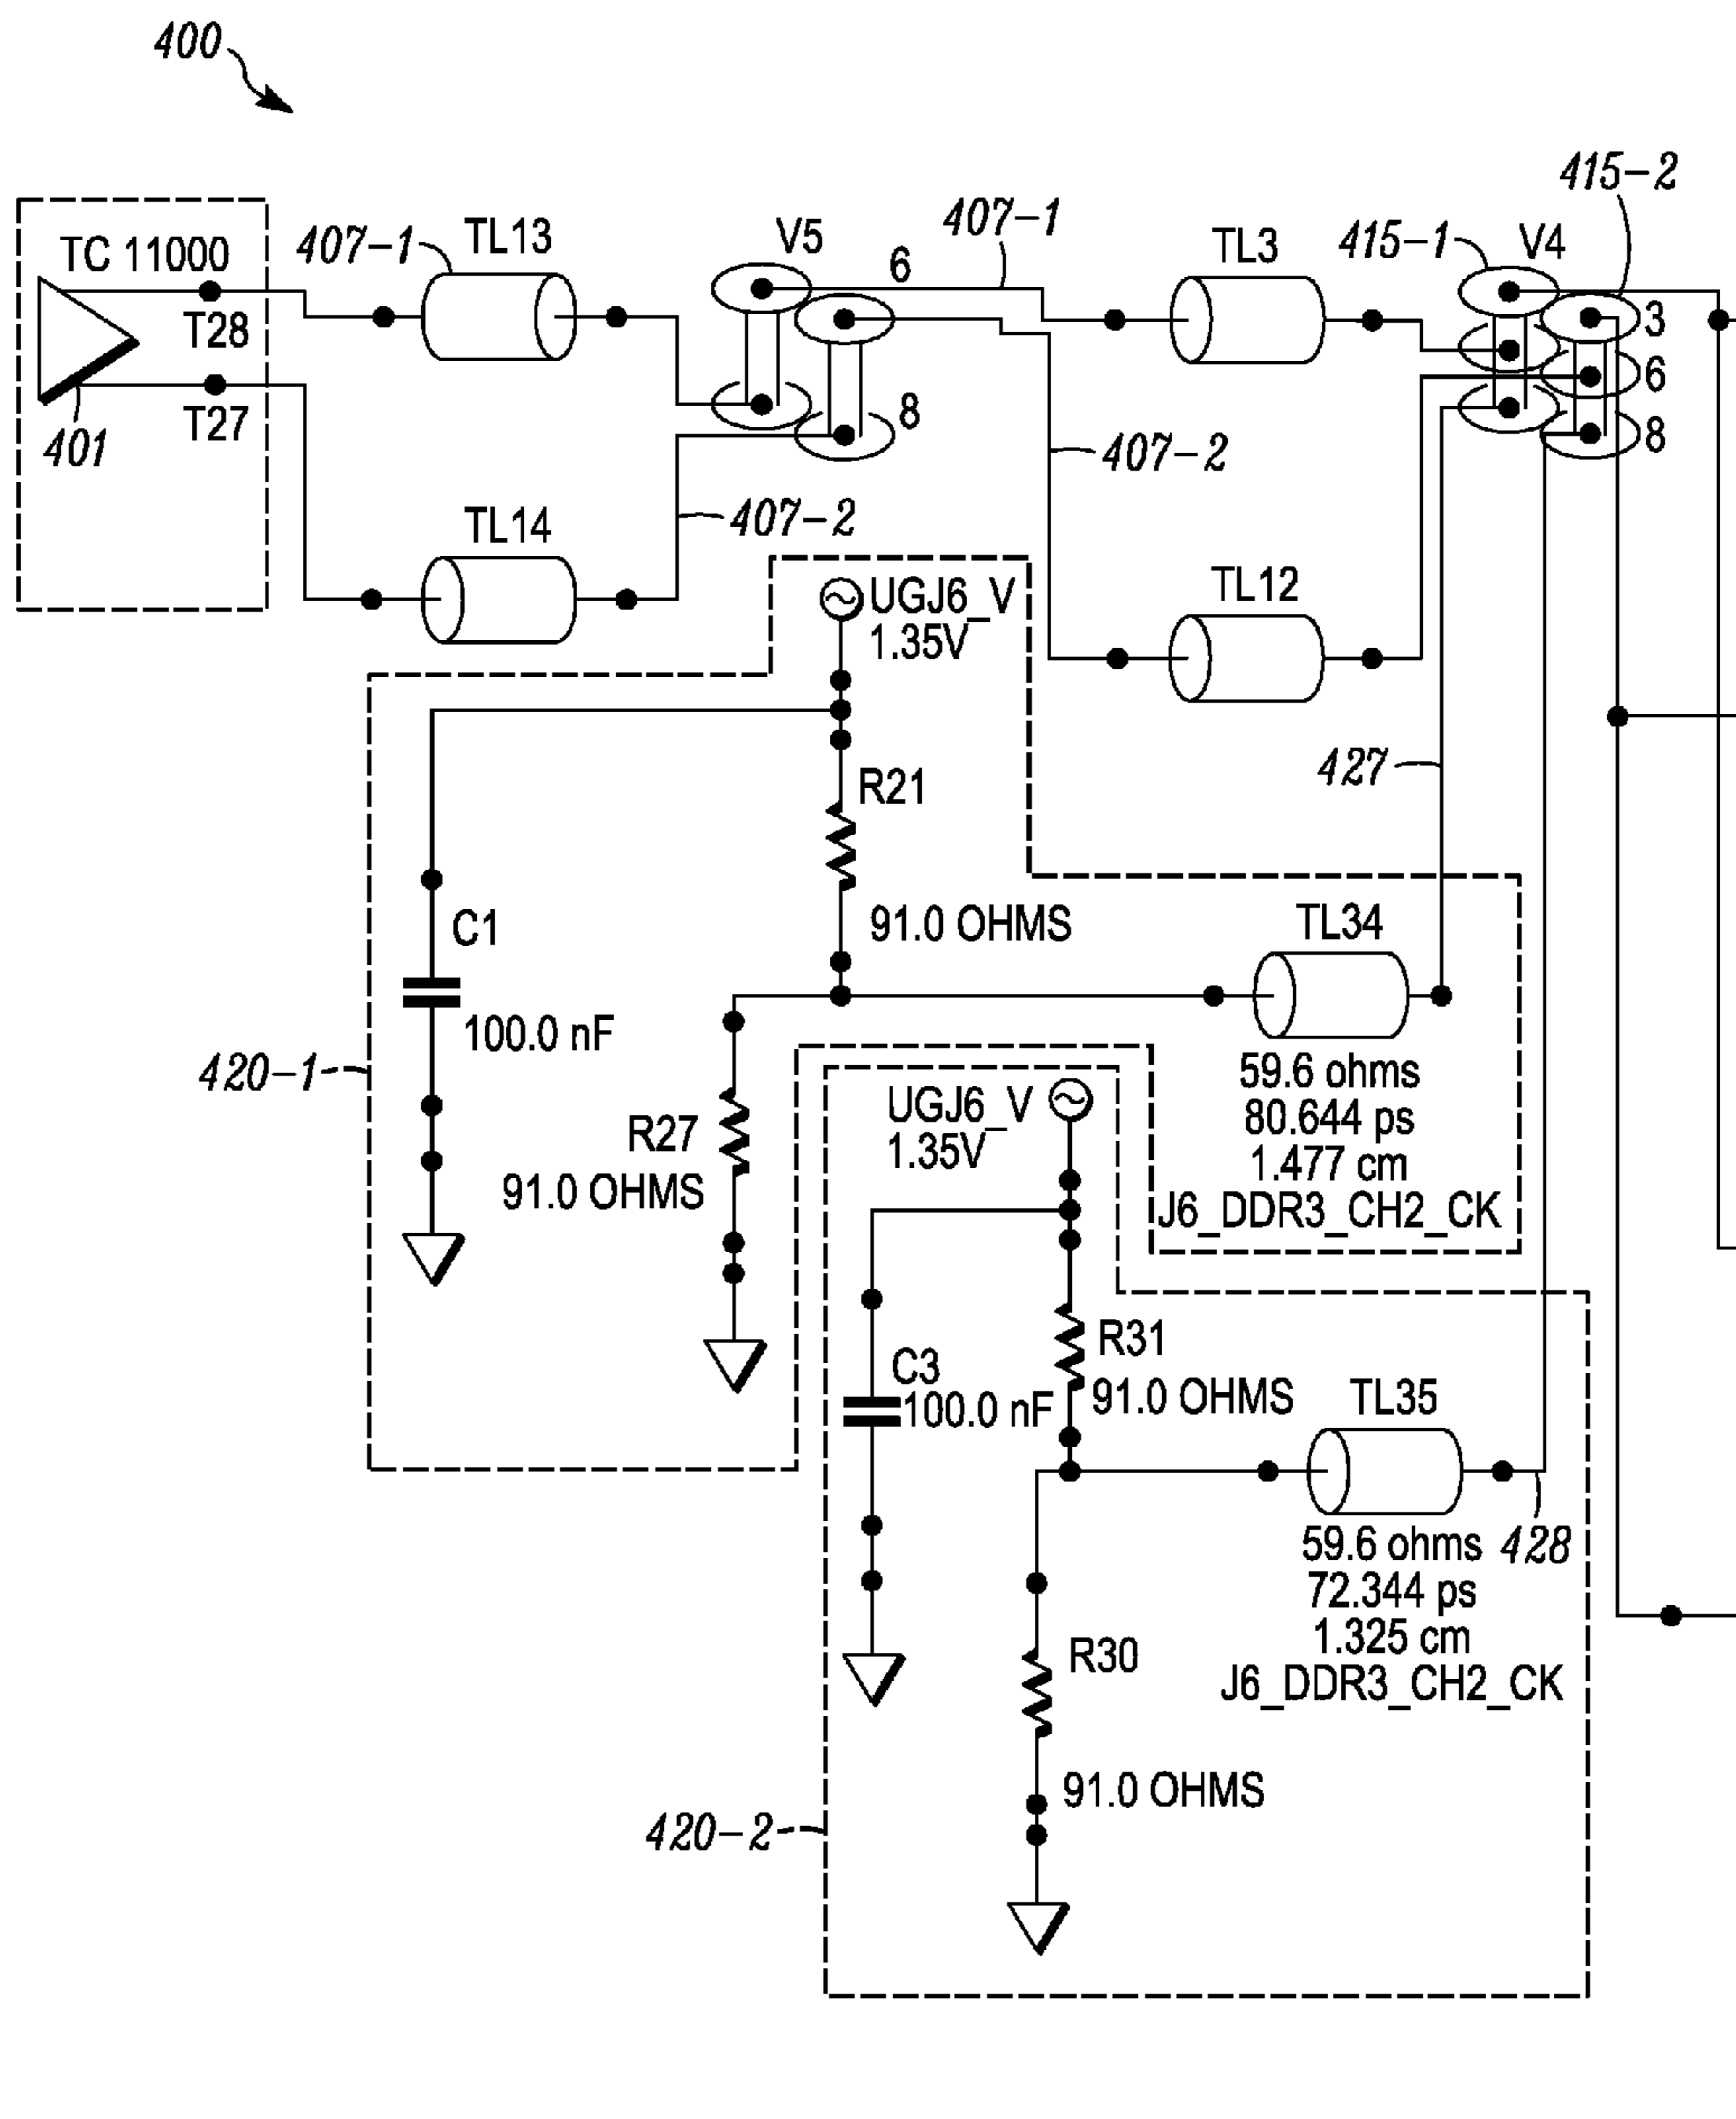 400
415-2
407-1
TC 11000
407-1
TL13
V5
6
TL3
415-1
V4
T28
3
6
T27
401
8
8
407-2
TL14
407-2
UGJ6_V
1.35V
TL12
427
R21
C1
91.0 OHMS
TL34
100.0 nF
420-1
59.6 ohms
80.644 ps
1.477 cm
J6_DDR3_CH2_CK
UGJ6_V
1.35V
R27
91.0 OHMS
R31
C3
100.0 nF
91.0 OHMS
TL35
59.6 ohms
72.344 ps
1.325 cm
J6_DDR3_CH2_CK
428
R30
91.0 OHMS
420-2